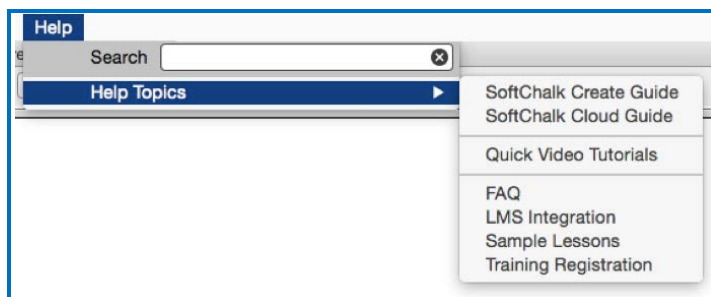 Help
Search
Help Topics
SoftChalk Create Guide
SoftChalk Cloud Guide
Quick Video Tutorials
FAQ
LMS Integration
Sample Lessons
Training Registration